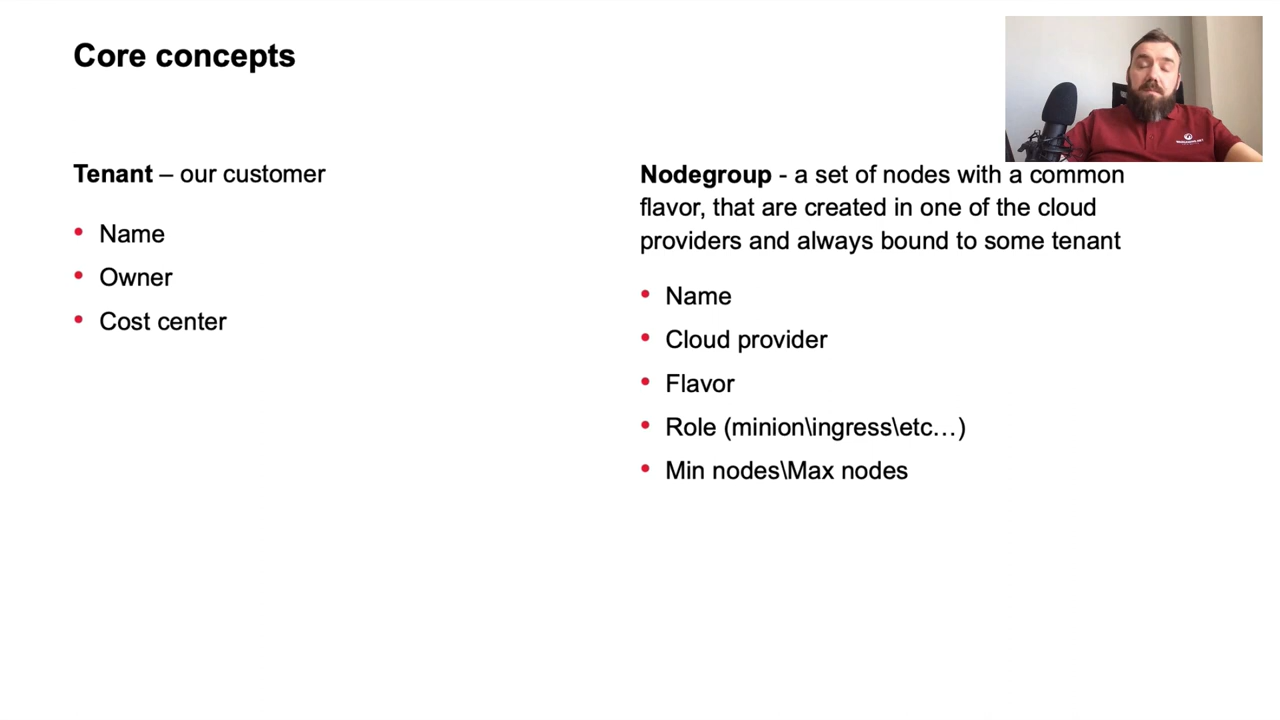 Core concepts
Tenant – our customer
• Name
• Owner
• Cost center
Nodegroup - a set of nodes with a common
flavor, that are created in one of the cloud
providers and always bound to some tenant
• Name
• Cloud provider
• Flavor
• Role (minion\ingress\etc…)
• Min nodes\Max nodes